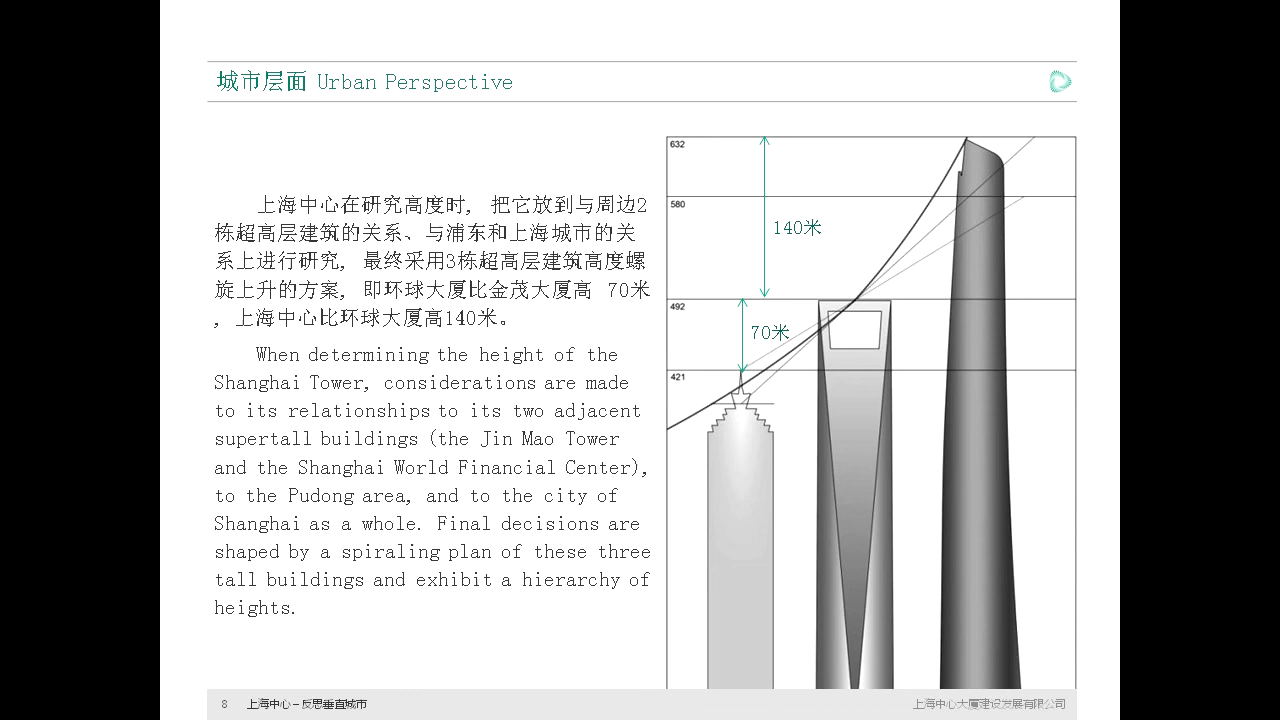 城市层面 Urban Perspective
上海中心在研究高度时， 把它放到与周边2
栋超高层建筑的关系、与浦东和上海城市的关
系上进行研究， 最终采用3栋超高层建筑高度螺
旋上升的方案， 即环球大厦比金茂大厦高 70米
，上海中心比环球大厦高140米。
When determining the height of the
Shanghai Tower, considerations are made
to its relationships to its two adjacent
supertall buildings (the Jin Mao Tower
and the Shanghai World Financial Center),
to the Pudong area, and to the city of
Shanghai as a whole. Final decisions are
shaped by a spiraling plan of these three
tall buildings and exhibit a hierarchy of
heights.
632
580
140米
492
70米
421
8 上海中心－反思垂直城市
上海中心大厦建设发展有限公司